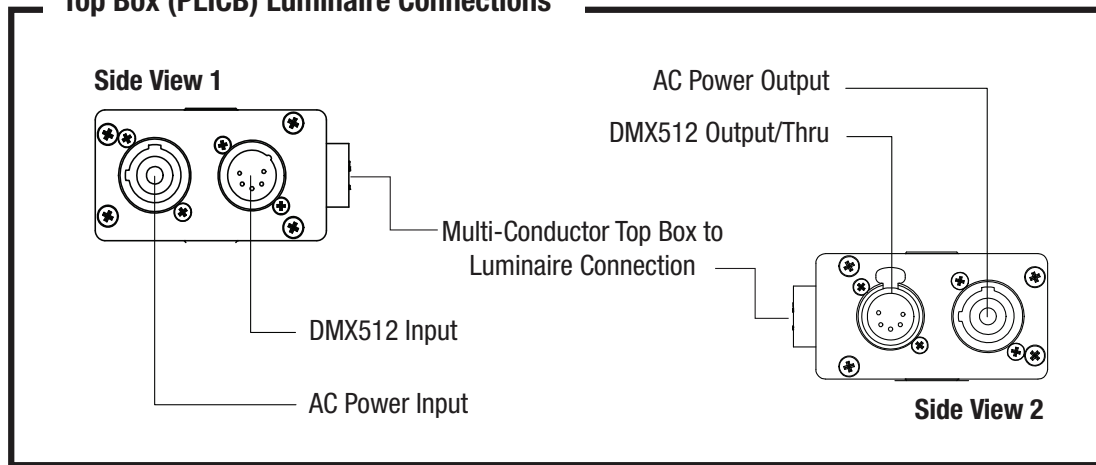 Top Box (PLICB) Luminaire Connections
Side View 1
AC Power Output
DMX512 Output/Thru
Multi-Conductor Top Box to
Luminaire Connection
DMX512 Input
AC Power Input
Side View 2